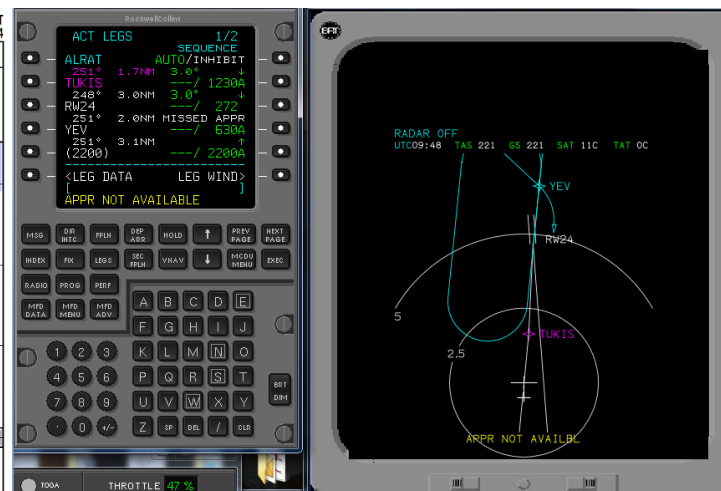 RockwellCollins
ACT LEGS 1/2
SEQUENCE
ALRAT AUTO/INHIBIT
251° 1.7NM 3.0° ↓
TUKIS ---/ 1230A
248° 3.0NM 3.0° ↓
RW24 ---/ 272
251° 2.0NM MISSED APPR
YEV ---/ 630A
251° 3.1NM ↑
(2200) ---/ 2200A
<LEG DATA LEG WIND>
[ ]
APPR NOT AVAILABLE
MSG DIR INTC FPLN DEP ARR HOLD ↑ PREV PAGE NEXT PAGE
INDEX FIX LEGS SEC FPLN VNAV ↓ MCDU MENU EXEC
RADIO PROG PERF
MFD DATA MFD MENU MFD ADV
A B C D E
F G H I J
1 2 3 K L M N O
4 5 6 P Q R S T
7 8 9 U V W X Y
. 0 +/- Z SP DEL / CLR
BRT
DIM
TOGA THROTTLE 47 %
RADAR OFF
UTC09:48 TAS 221 GS 221 SAT 11C TAT 0C
YEV
RW24
5
TUKIS
2.5
APPR NOT AVAILBL